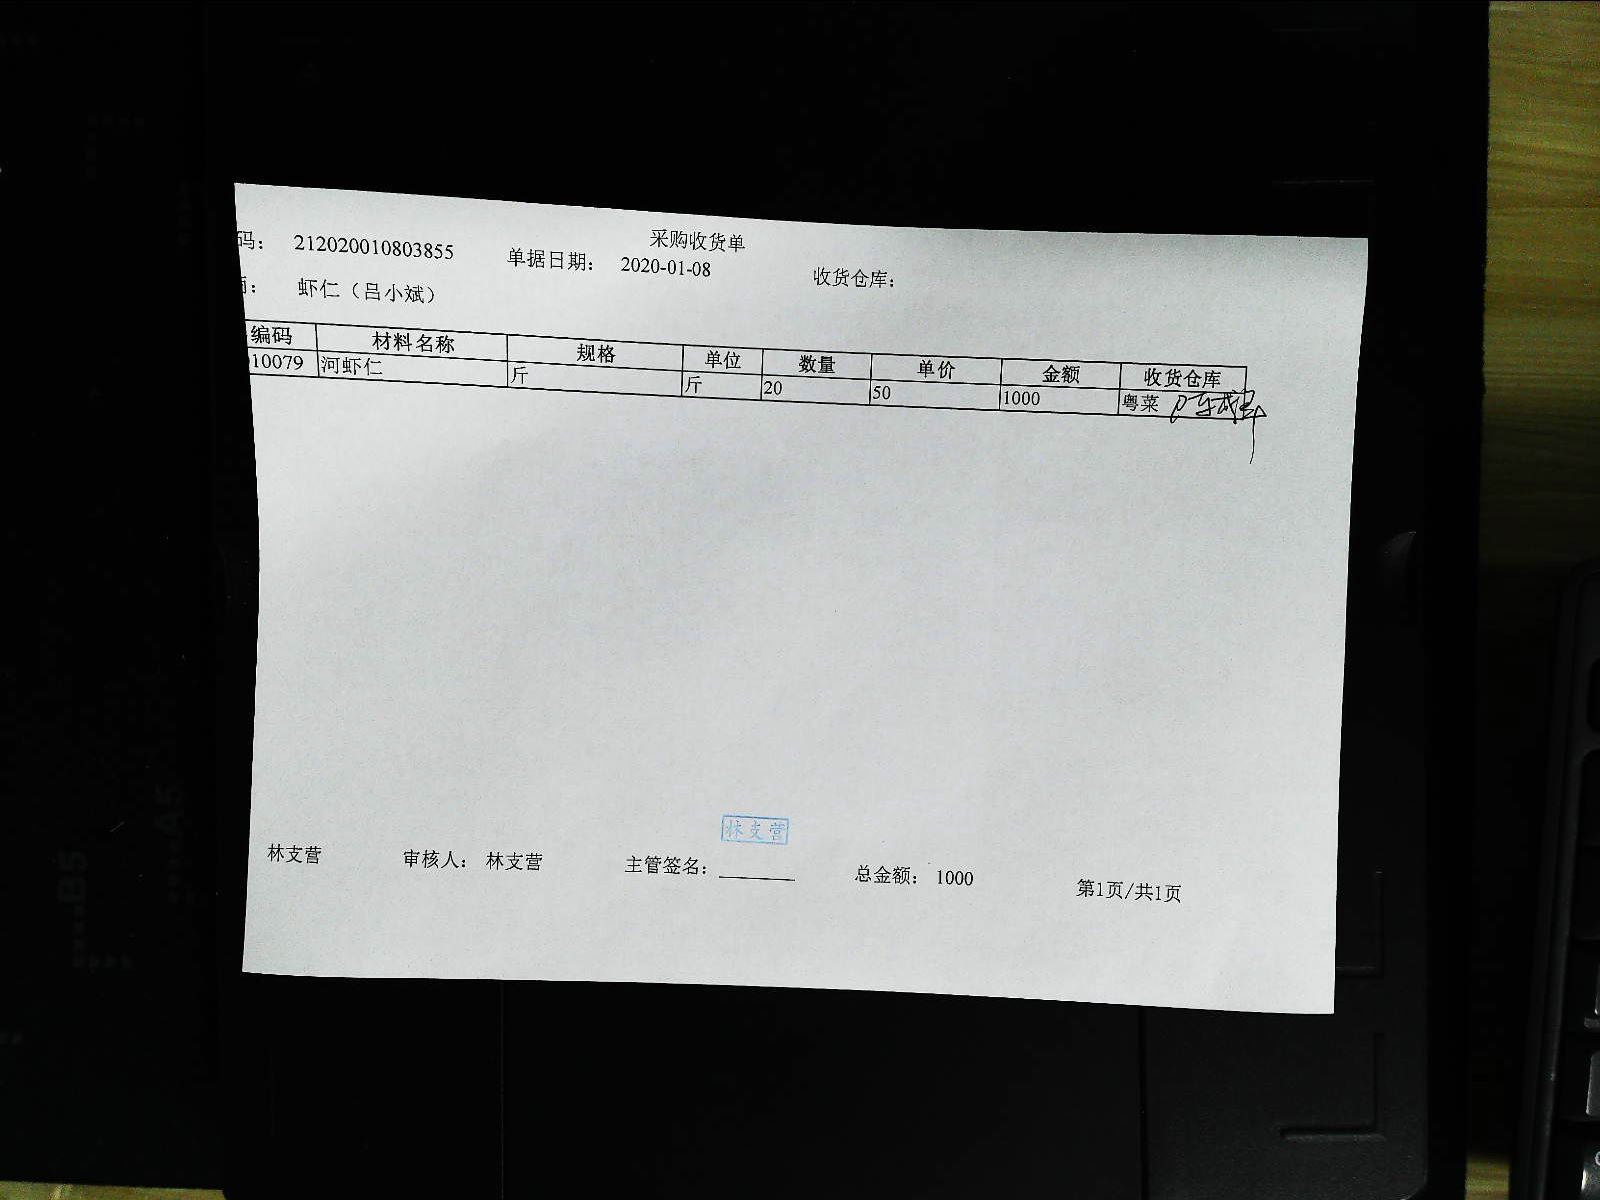 采购收货单
码： 212020010803855 单据日期： 2020-01-08 收货仓库：
虾仁（吕小斌）
编码 材料名称 规格 单位 数量 单价 金额 收货仓库
10079 河虾仁 斤 斤 20 50 1000 粤菜
林支营
林支营 审核人： 林支营 主管签名： 总金额： 1000 第1页/共1页
B5
A5